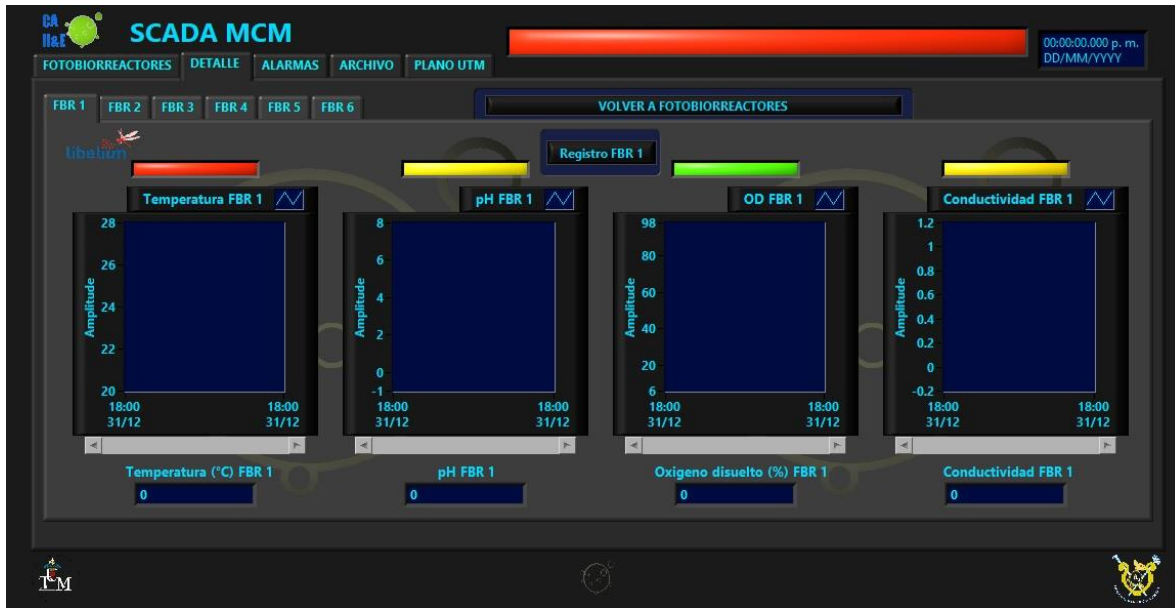 CA
II&E
SCADA MCM
00:00:00.000 p. m.
DD/MM/YYYY
FOTOBIORREACTORES DETALLE ALARMAS ARCHIVO PLANO UTM
FBR 1 FBR 2 FBR 3 FBR 4 FBR 5 FBR 6
VOLVER A FOTOBIORREACTORES
libelium
Registro FBR 1
Temperatura FBR 1
Amplitude
28
26
24
22
20
18:00 18:00
31/12 31/12
Temperatura (°C) FBR 1
0
pH FBR 1
Amplitude
8
6
4
2
0
-1
18:00 18:00
31/12 31/12
pH FBR 1
0
OD FBR 1
Amplitude
98
80
60
40
20
6
18:00 18:00
31/12 31/12
Oxigeno disuelto (%) FBR 1
0
Conductividad FBR 1
Amplitude
1.2
1
0.8
0.6
0.4
0.2
0
-0.2
18:00 18:00
31/12 31/12
Conductividad FBR 1
0